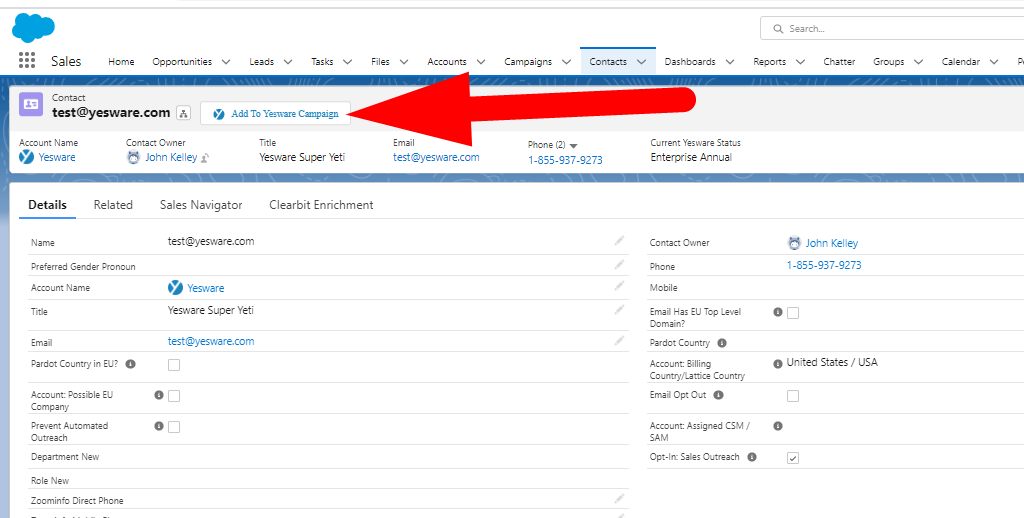 Search...
Sales Home Opportunities Leads Tasks Files Accounts Campaigns Contacts Dashboards Reports Chatter Groups Calendar
Contact
test@yesware.com Add To Yesware Campaign
Account Name Contact Owner Title Email Phone (2) Current Yesware Status
Yesware John Kelley Yesware Super Yeti test@yesware.com 1-855-937-9273 Enterprise Annual
Details Related Sales Navigator Clearbit Enrichment
Name test@yesware.com Contact Owner John Kelley
Preferred Gender Pronoun Phone 1-855-937-9273
Account Name Yesware Mobile
Title Yesware Super Yeti Email Has EU Top Level
Domain?
Email test@yesware.com Pardot Country
Pardot Country in EU? Account: Billing United States / USA
Country/Lattice Country
Account: Possible EU Email Opt Out
Company
Prevent Automated Account: Assigned CSM /
Outreach SAM
Department New Opt-In: Sales Outreach
Role New
Zoominfo Direct Phone